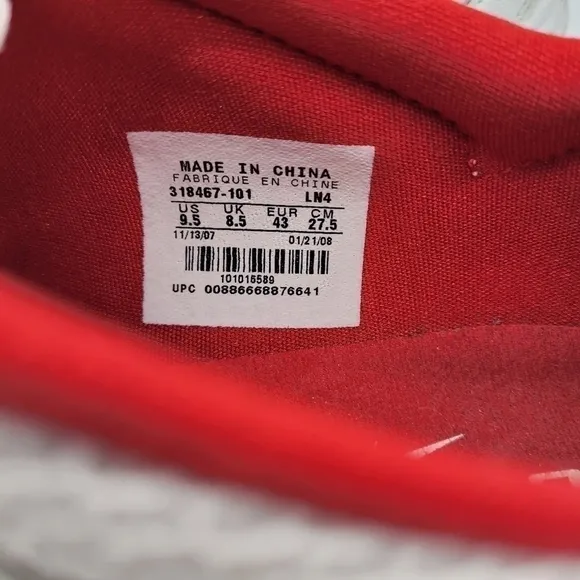 MADE IN CHINA
FABRIQUE EN CHINE
318467-101 LN4
US UK EUR CM
9.5 8.5 43 27.5
11/13/07 01/21/08
101016589
UPC 00886668876641